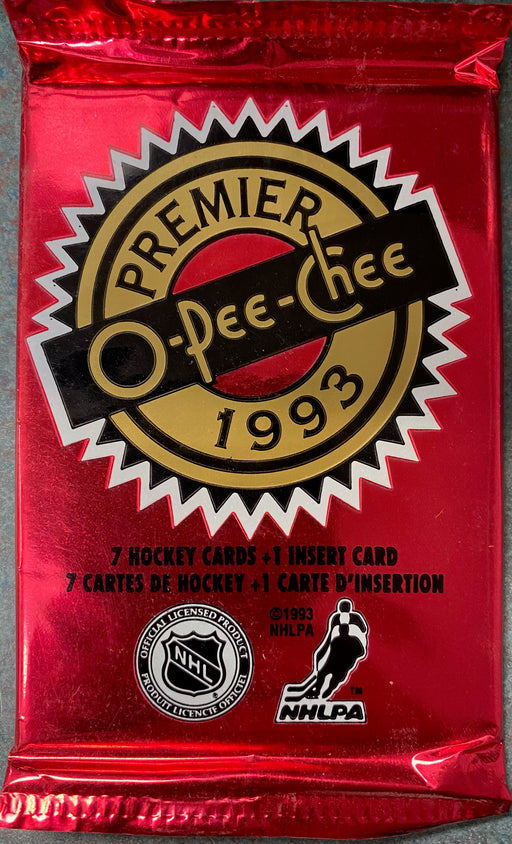 PREMIER
O-Pee-Chee
1993
7 HOCKEY CARDS +1 INSERT CARD
7 CARTES DE HOCKEY +1 CARTE D'INSERTION
OFFICIAL LICENSED PRODUCT
NHL
®
PRODUIT LICENCIÉ OFFICIEL
©1993
NHLPA
TM
NHLPA